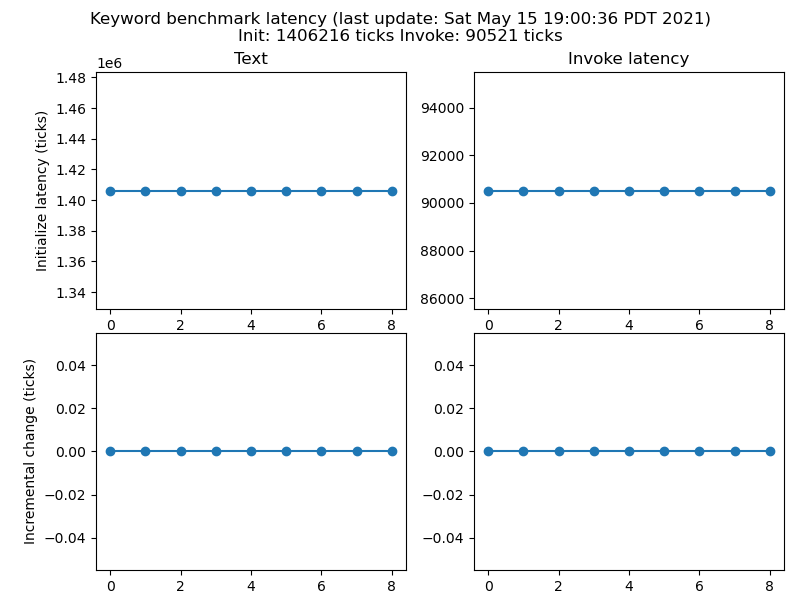 Keyword benchmark latency (last update: Sat May 15 19:00:36 PDT 2021)
Init: 1406216 ticks Invoke: 90521 ticks
Text
Invoke latency
1e6
Initialize latency (ticks)
1.48
1.46
1.44
1.42
1.40
1.38
1.36
1.34
0 2 4 6 8
94000
92000
90000
88000
86000
0 2 4 6 8
Incremental change (ticks)
0.04
0.02
0.00
−0.02
−0.04
0 2 4 6 8
0.04
0.02
0.00
−0.02
−0.04
0 2 4 6 8